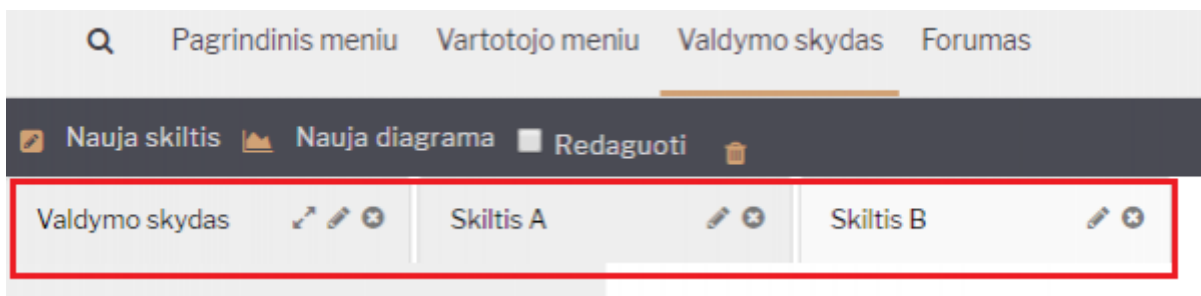 Pagrindinis meniu Vartotojo meniu Valdymo skydas Forumas
Nauja skiltis Nauja diagrama Redaguoti
Valdymo skydas Skiltis A Skiltis B